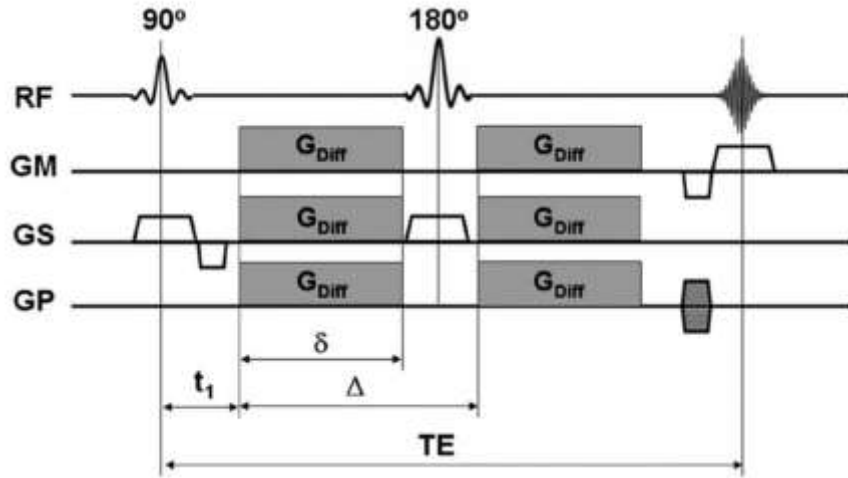 90º 180º
RF
GM G_Diff G_Diff
GS G_Diff G_Diff
GP G_Diff G_Diff
δ
t₁ Δ
TE